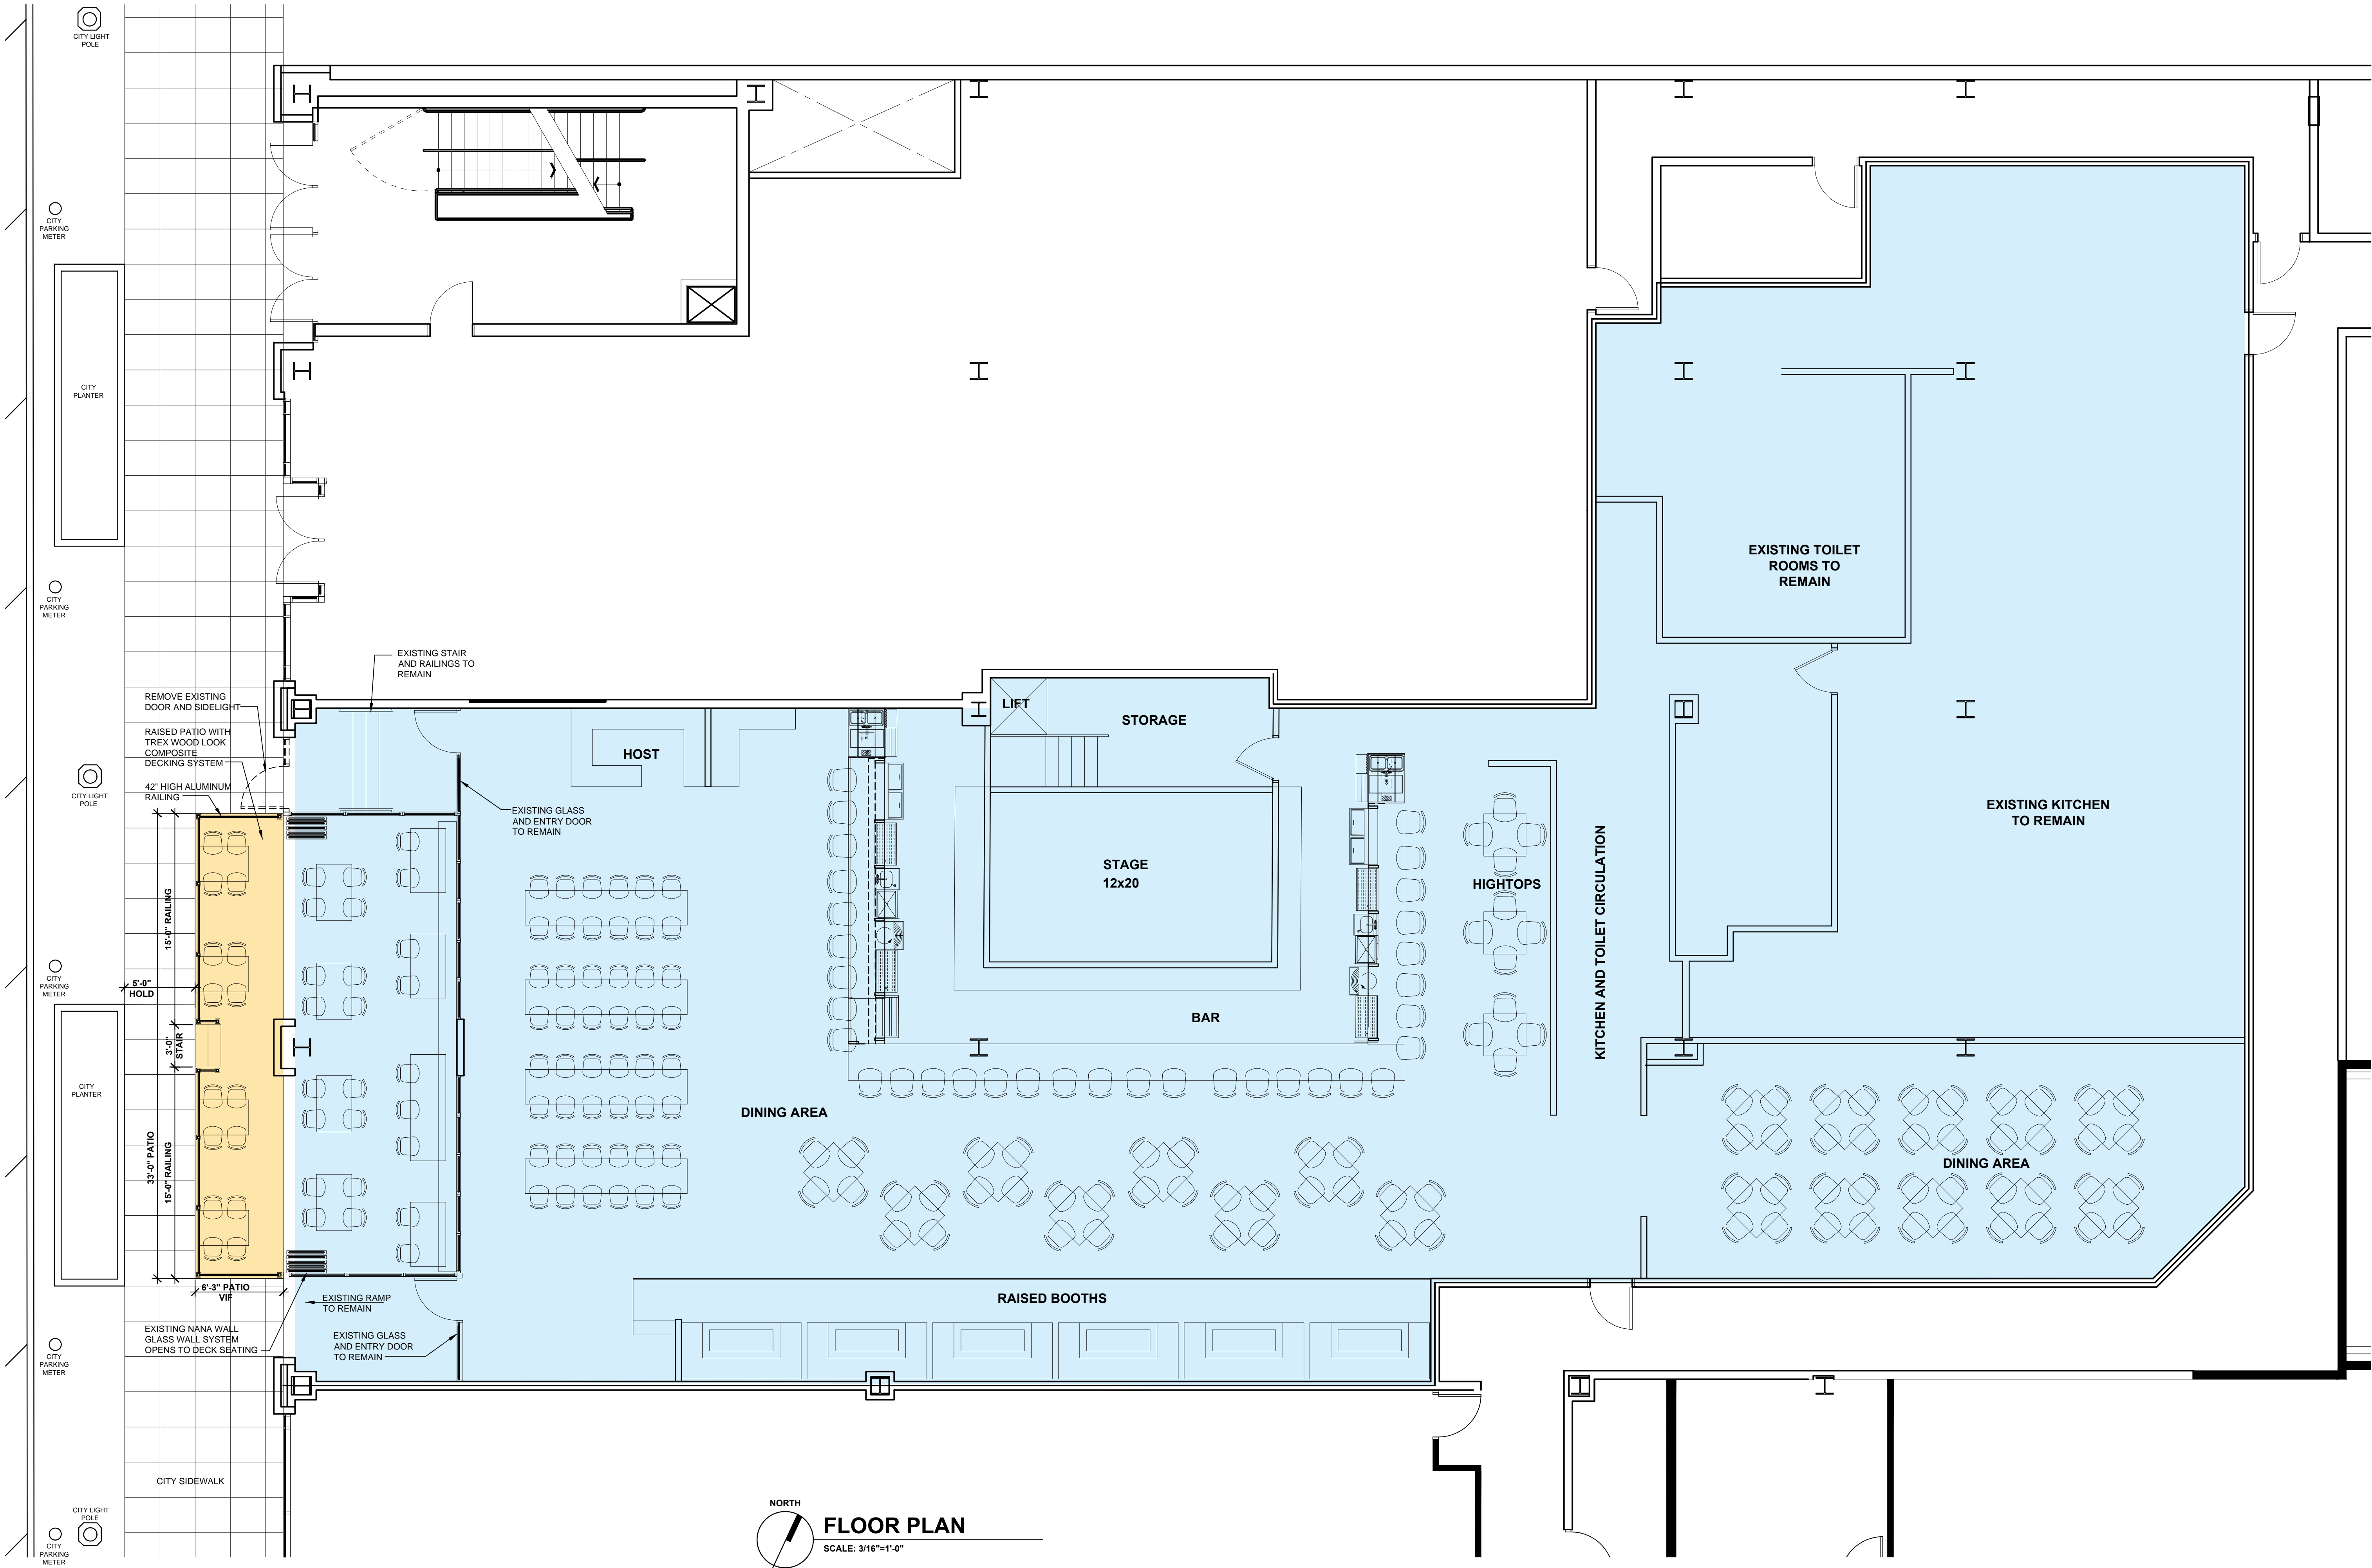 CITY LIGHT
POLE
CITY
PARKING
METER
CITY
PLANTER
CITY
PARKING
METER
EXISTING STAIR
AND RAILINGS TO
REMAIN
REMOVE EXISTING
DOOR AND SIDELIGHT
RAISED PATIO WITH
TREX WOOD LOOK
COMPOSITE
DECKING SYSTEM
42" HIGH ALUMINUM
RAILING
CITY LIGHT
POLE
HOST
EXISTING GLASS
AND ENTRY DOOR
TO REMAIN
LIFT
STORAGE
STAGE
12x20
BAR
HIGHTOPS
KITCHEN AND TOILET CIRCULATION
EXISTING TOILET
ROOMS TO
REMAIN
EXISTING KITCHEN
TO REMAIN
15'-0" RAILING
CITY
PARKING
METER
5'-0"
HOLD
3'-0"
STAIR
CITY
PLANTER
33'-0" PATIO
15'-0" RAILING
DINING AREA
DINING AREA
6'-3" PATIO
VIF
EXISTING RAMP
TO REMAIN
RAISED BOOTHS
EXISTING NANA WALL
GLASS WALL SYSTEM
OPENS TO DECK SEATING
EXISTING GLASS
AND ENTRY DOOR
TO REMAIN
CITY
PARKING
METER
CITY SIDEWALK
CITY LIGHT
POLE
CITY
PARKING
METER
NORTH
FLOOR PLAN
SCALE: 3/16"=1'-0"